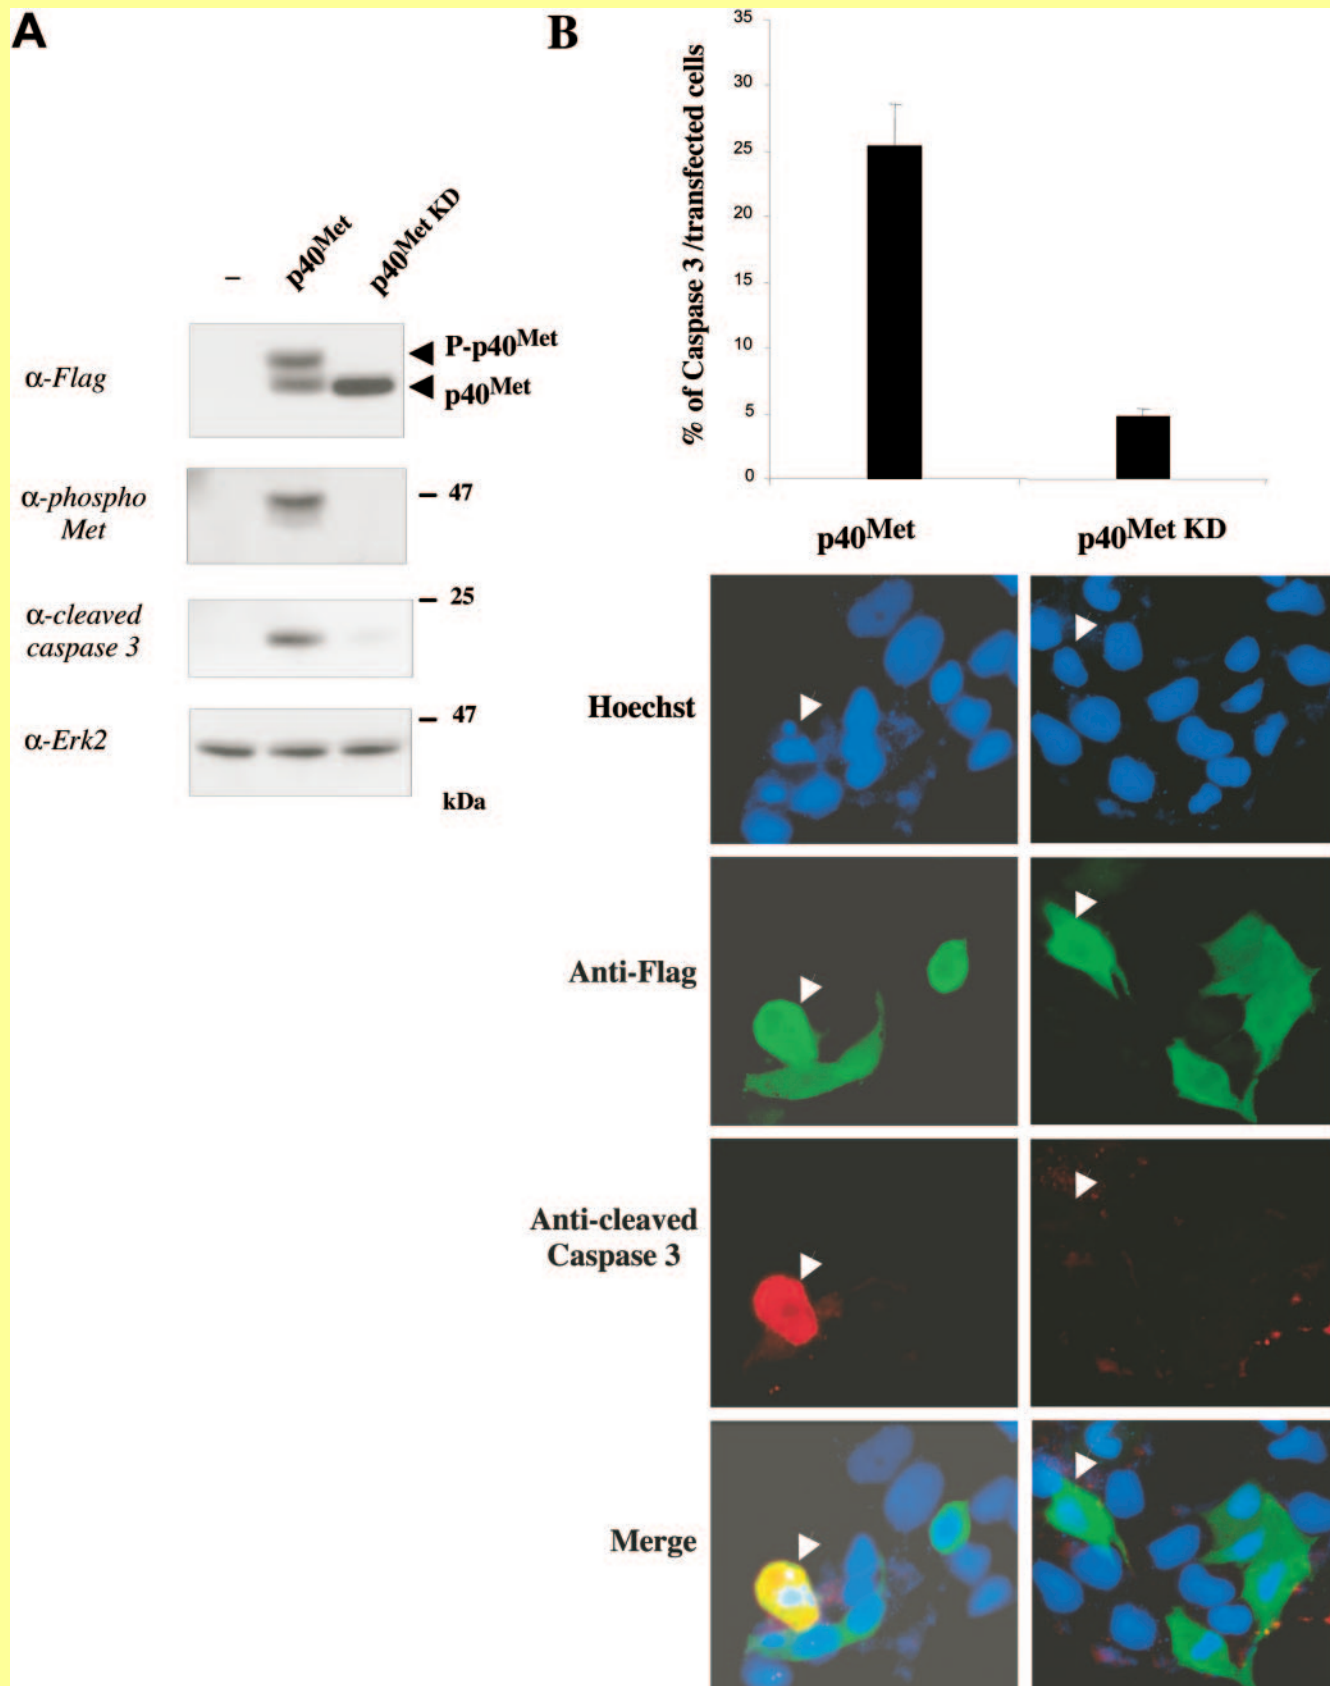 A
–
p40Met
p40Met KD
α-Flag
P-p40Met
p40Met
α-phospho
Met
– 47
α-cleaved
caspase 3
– 25
α-Erk2
– 47
kDa
B
% of Caspase 3 /transfected cells
35
30
25
20
15
10
5
0
p40Met
p40Met KD
Hoechst
Anti-Flag
Anti-cleaved
Caspase 3
Merge